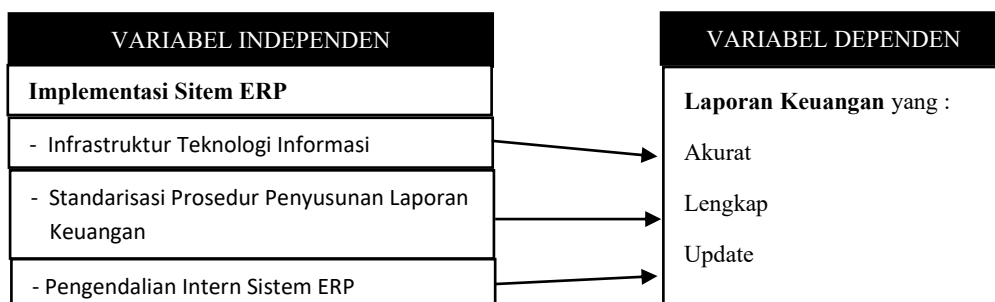 VARIABEL INDEPENDEN
Implementasi Sitem ERP
- Infrastruktur Teknologi Informasi
- Standarisasi Prosedur Penyusunan Laporan
Keuangan
- Pengendalian Intern Sistem ERP
VARIABEL DEPENDEN
Laporan Keuangan yang :
Akurat
Lengkap
Update